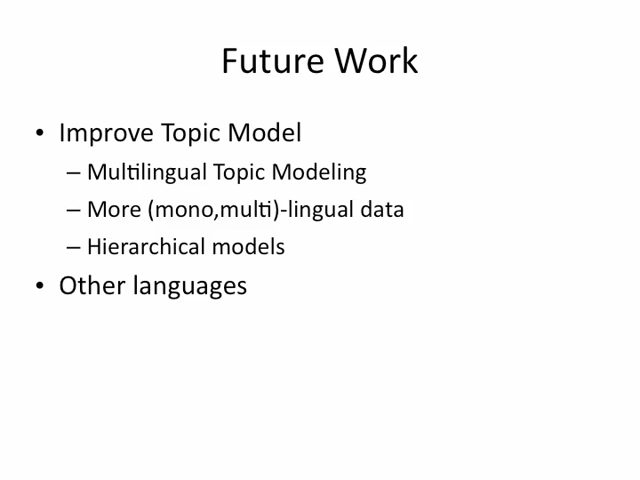 Future Work
• Improve Topic Model
– Multilingual Topic Modeling
– More (mono,multi)-lingual data
– Hierarchical models
• Other languages